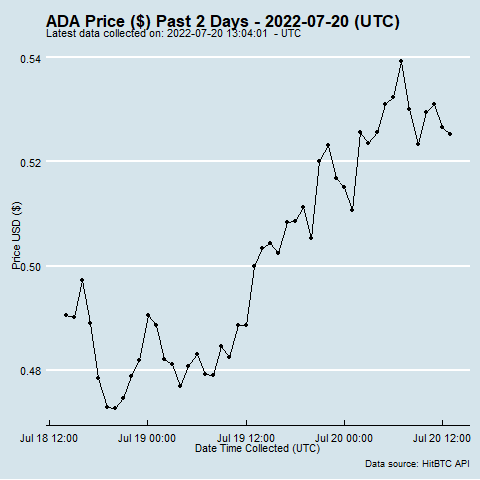 ADA Price ($) Past 2 Days - 2022-07-20 (UTC)
Latest data collected on: 2022-07-20 13:04:01 - UTC
0.54
0.52
0.50
0.48
Price USD ($)
Jul 18 12:00 Jul 19 00:00 Jul 19 12:00 Jul 20 00:00 Jul 20 12:00
Date Time Collected (UTC)
Data source: HitBTC API